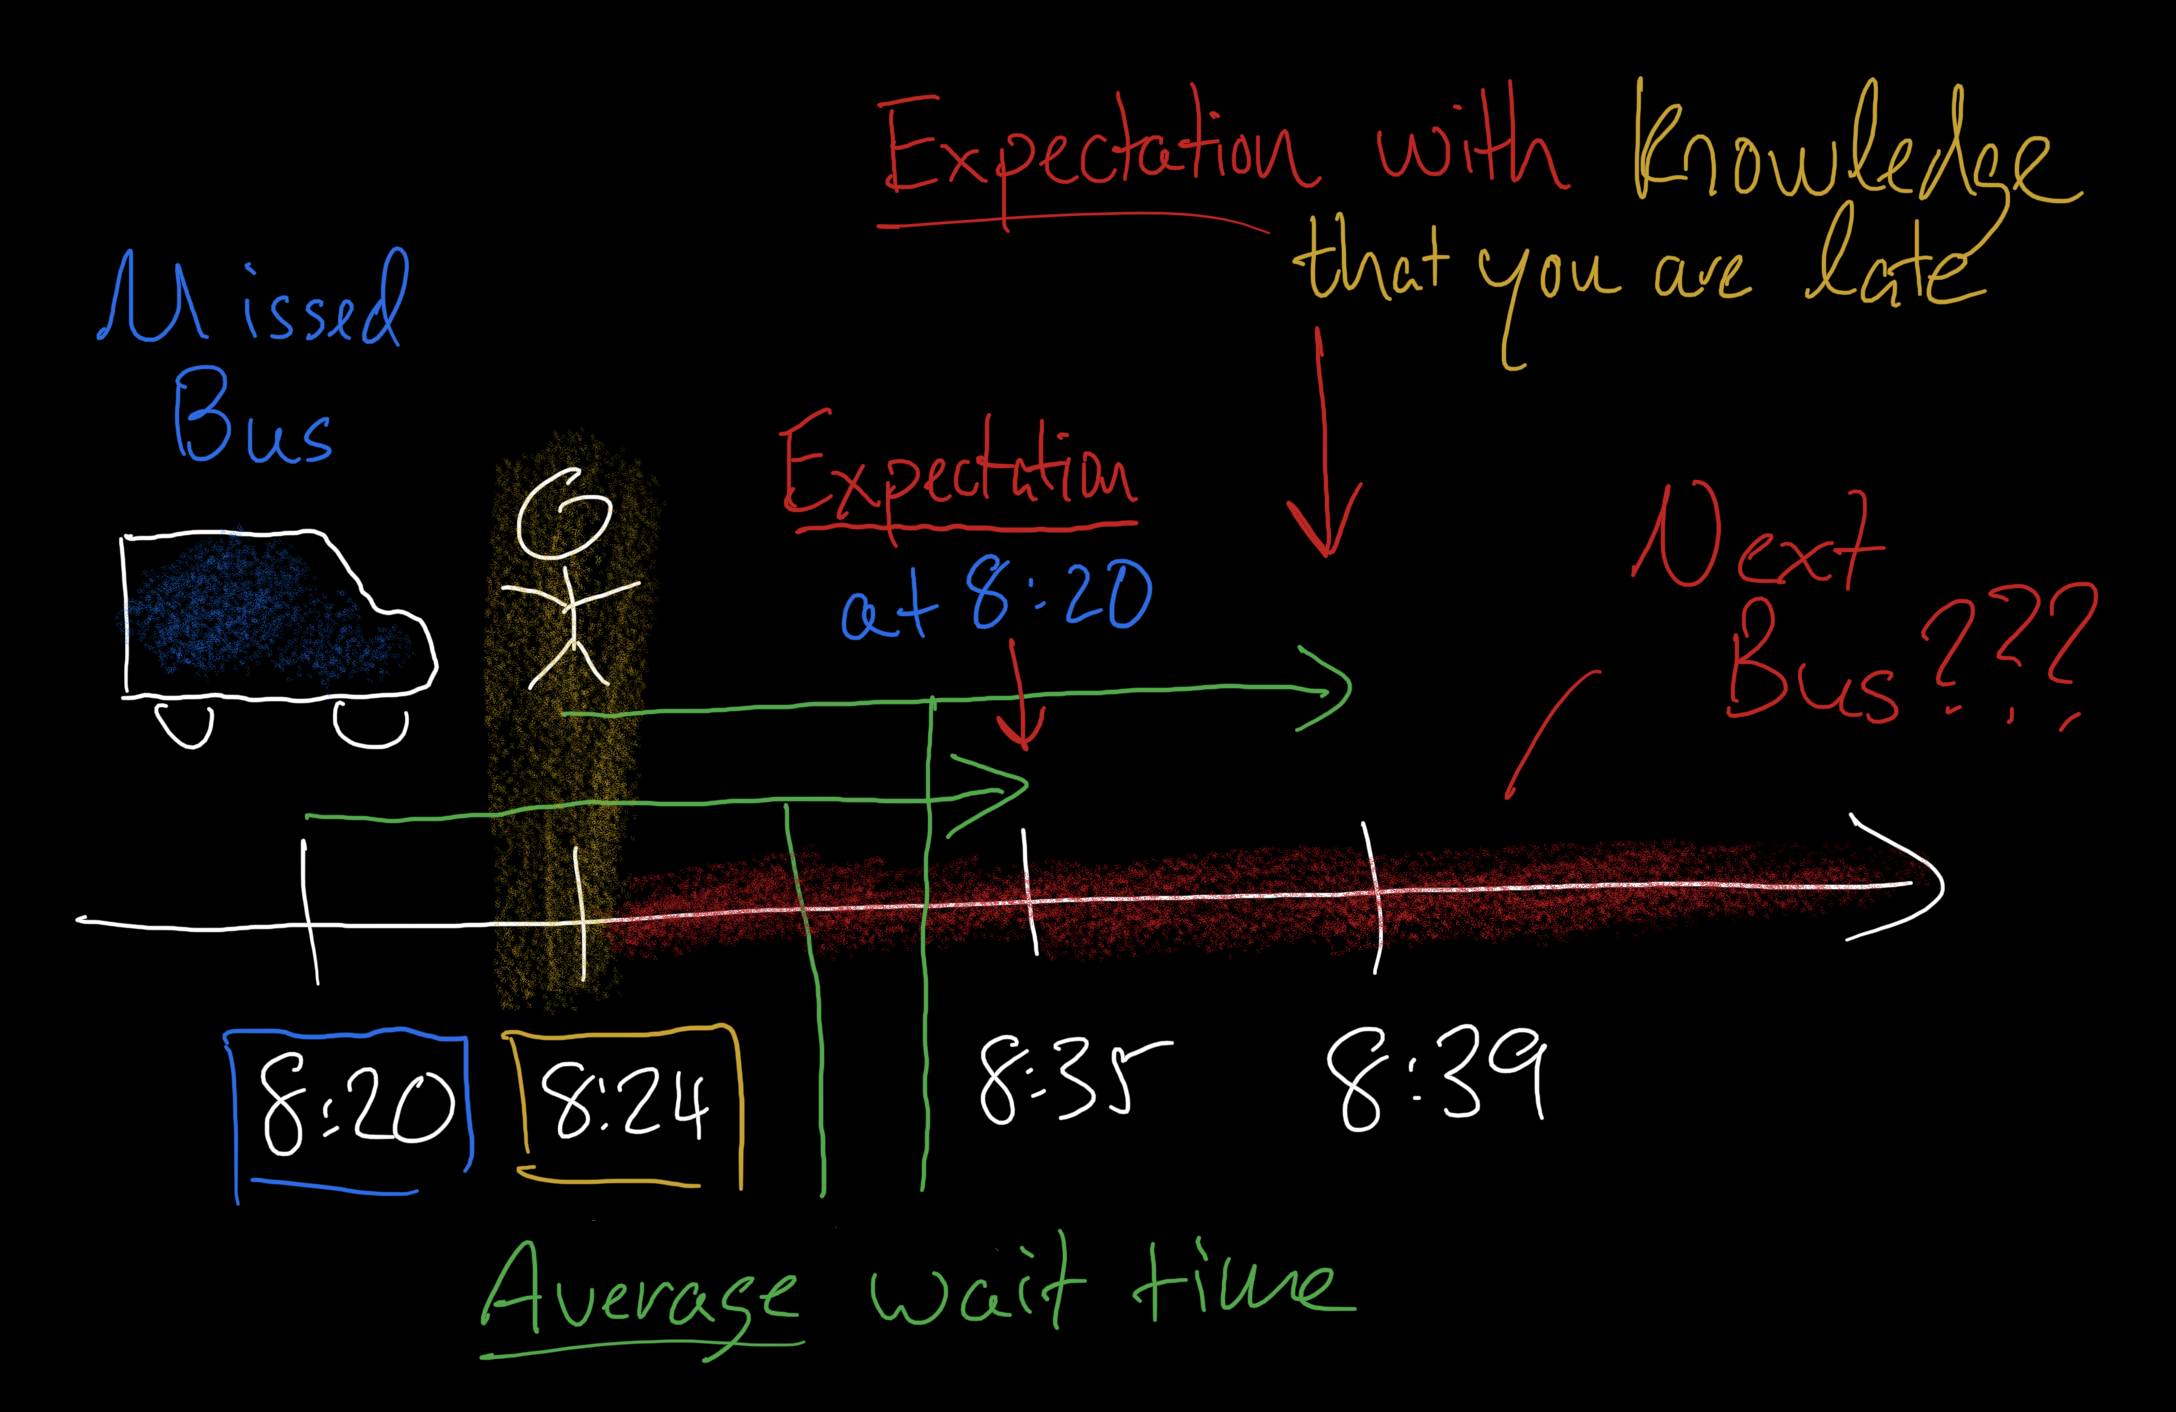 Expectation with Knowledge
that you are late
Missed
Bus
Expectation
at 8:20
Next
Bus???
8:20
8:24
8:35
8:39
Average wait time